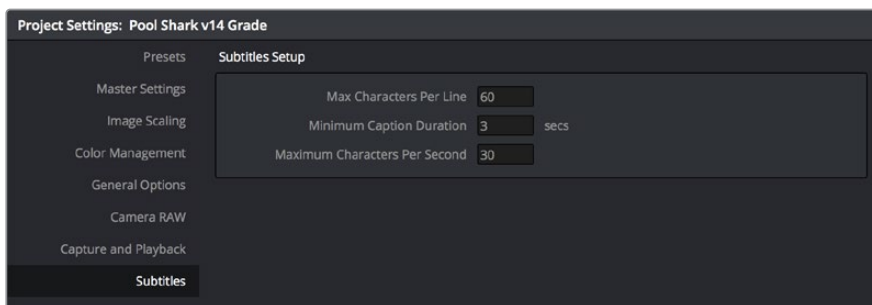 Project Settings: Pool Shark v14 Grade
Presets
Subtitles Setup
Master Settings
Max Characters Per Line 60
Image Scaling
Minimum Caption Duration 3 secs
Color Management
Maximum Characters Per Second 30
General Options
Camera RAW
Capture and Playback
Subtitles